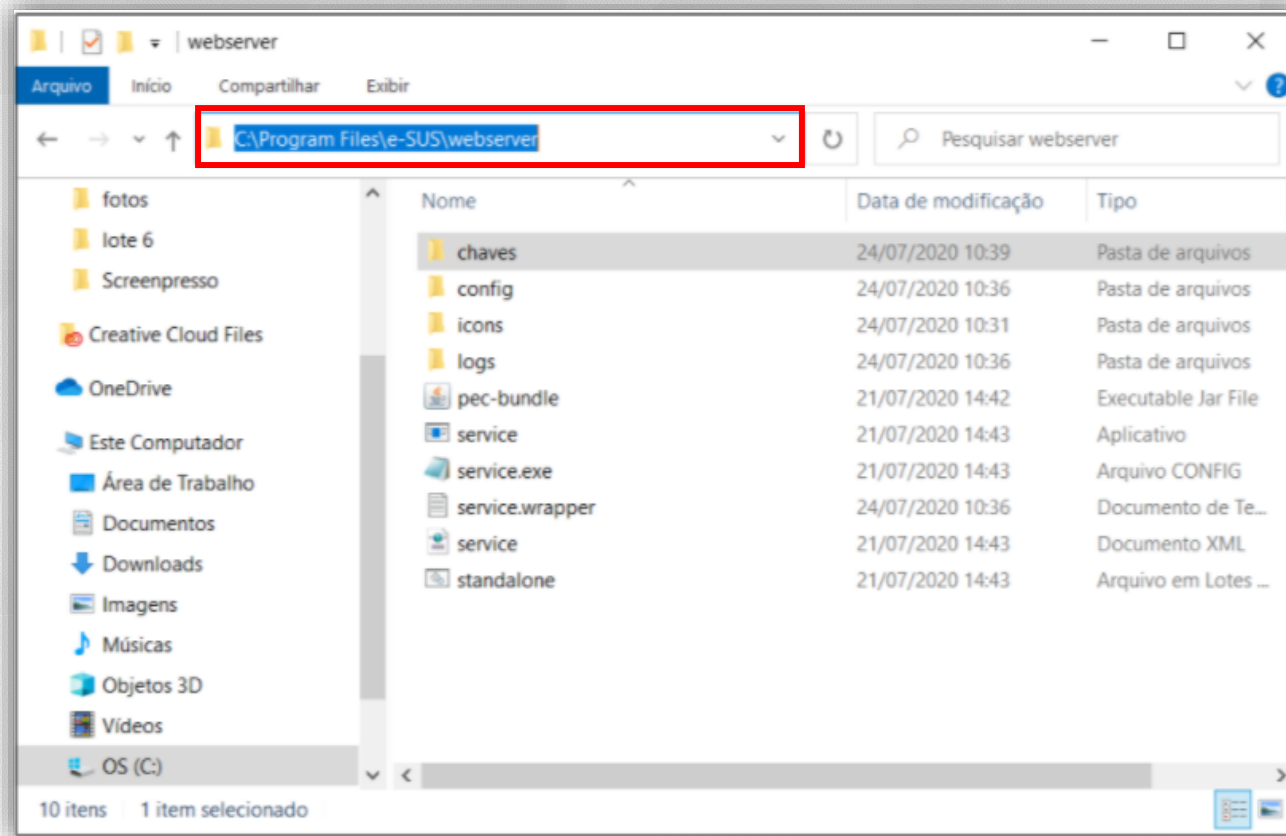 webserver
Arquivo Início Compartilhar Exibir
C:\Program Files\e-SUS\webserver Pesquisar webserver
fotos
lote 6
Screenpresso
Creative Cloud Files
OneDrive
Este Computador
Área de Trabalho
Documentos
Downloads
Imagens
Músicas
Objetos 3D
Vídeos
OS (C:)
Nome Data de modificação Tipo
chaves 24/07/2020 10:39 Pasta de arquivos
config 24/07/2020 10:36 Pasta de arquivos
icons 24/07/2020 10:31 Pasta de arquivos
logs 24/07/2020 10:36 Pasta de arquivos
pec-bundle 21/07/2020 14:42 Executable Jar File
service 21/07/2020 14:43 Aplicativo
service.exe 21/07/2020 14:43 Arquivo CONFIG
service.wrapper 24/07/2020 10:36 Documento de Te...
service 21/07/2020 14:43 Documento XML
standalone 21/07/2020 14:43 Arquivo em Lotes ...
10 itens 1 item selecionado